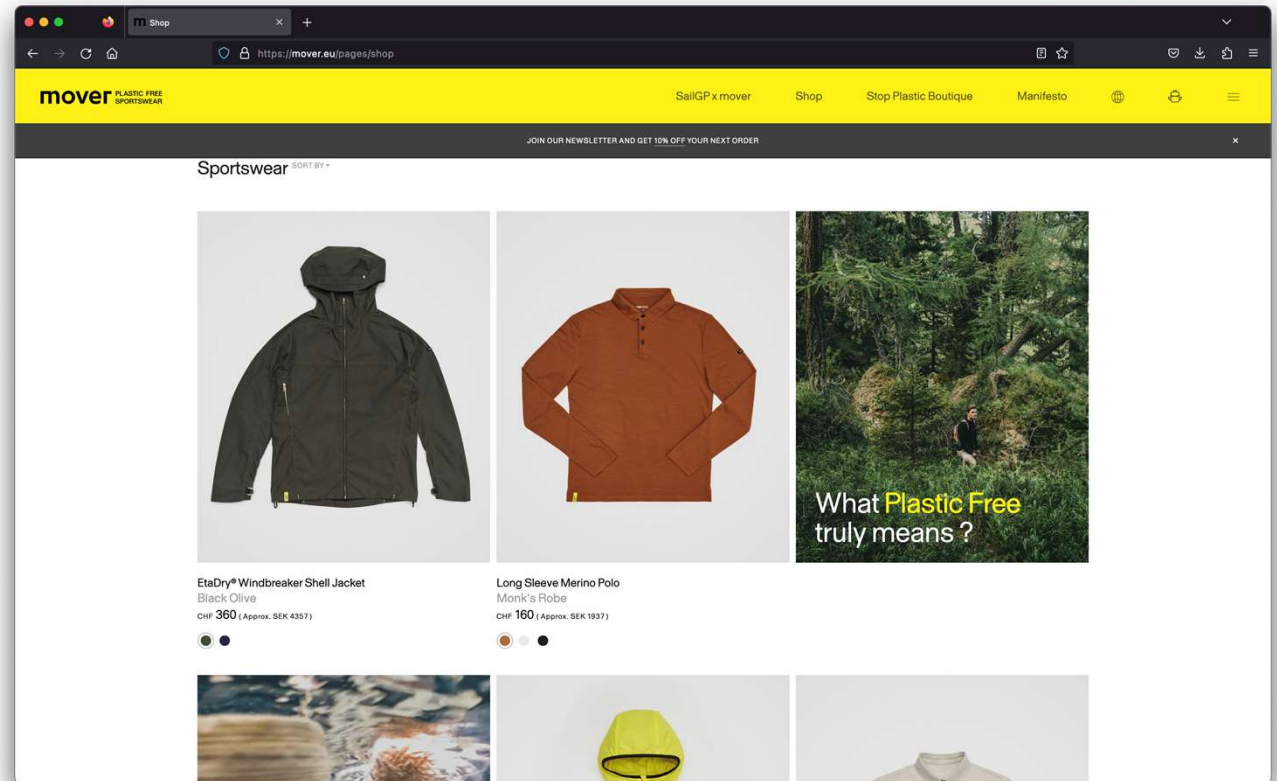 m Shop
https://mover.eu/pages/shop
mover PLASTIC FREE
SPORTSWEAR
SailGP x mover Shop Stop Plastic Boutique Manifesto
JOIN OUR NEWSLETTER AND GET 10% OFF YOUR NEXT ORDER
Sportswear SORT BY
What Plastic Free
truly means ?
EtaDry® Windbreaker Shell Jacket
Black Olive
CHF 360 ( Approx. SEK 4357 )
Long Sleeve Merino Polo
Monk's Robe
CHF 160 ( Approx. SEK 1937 )